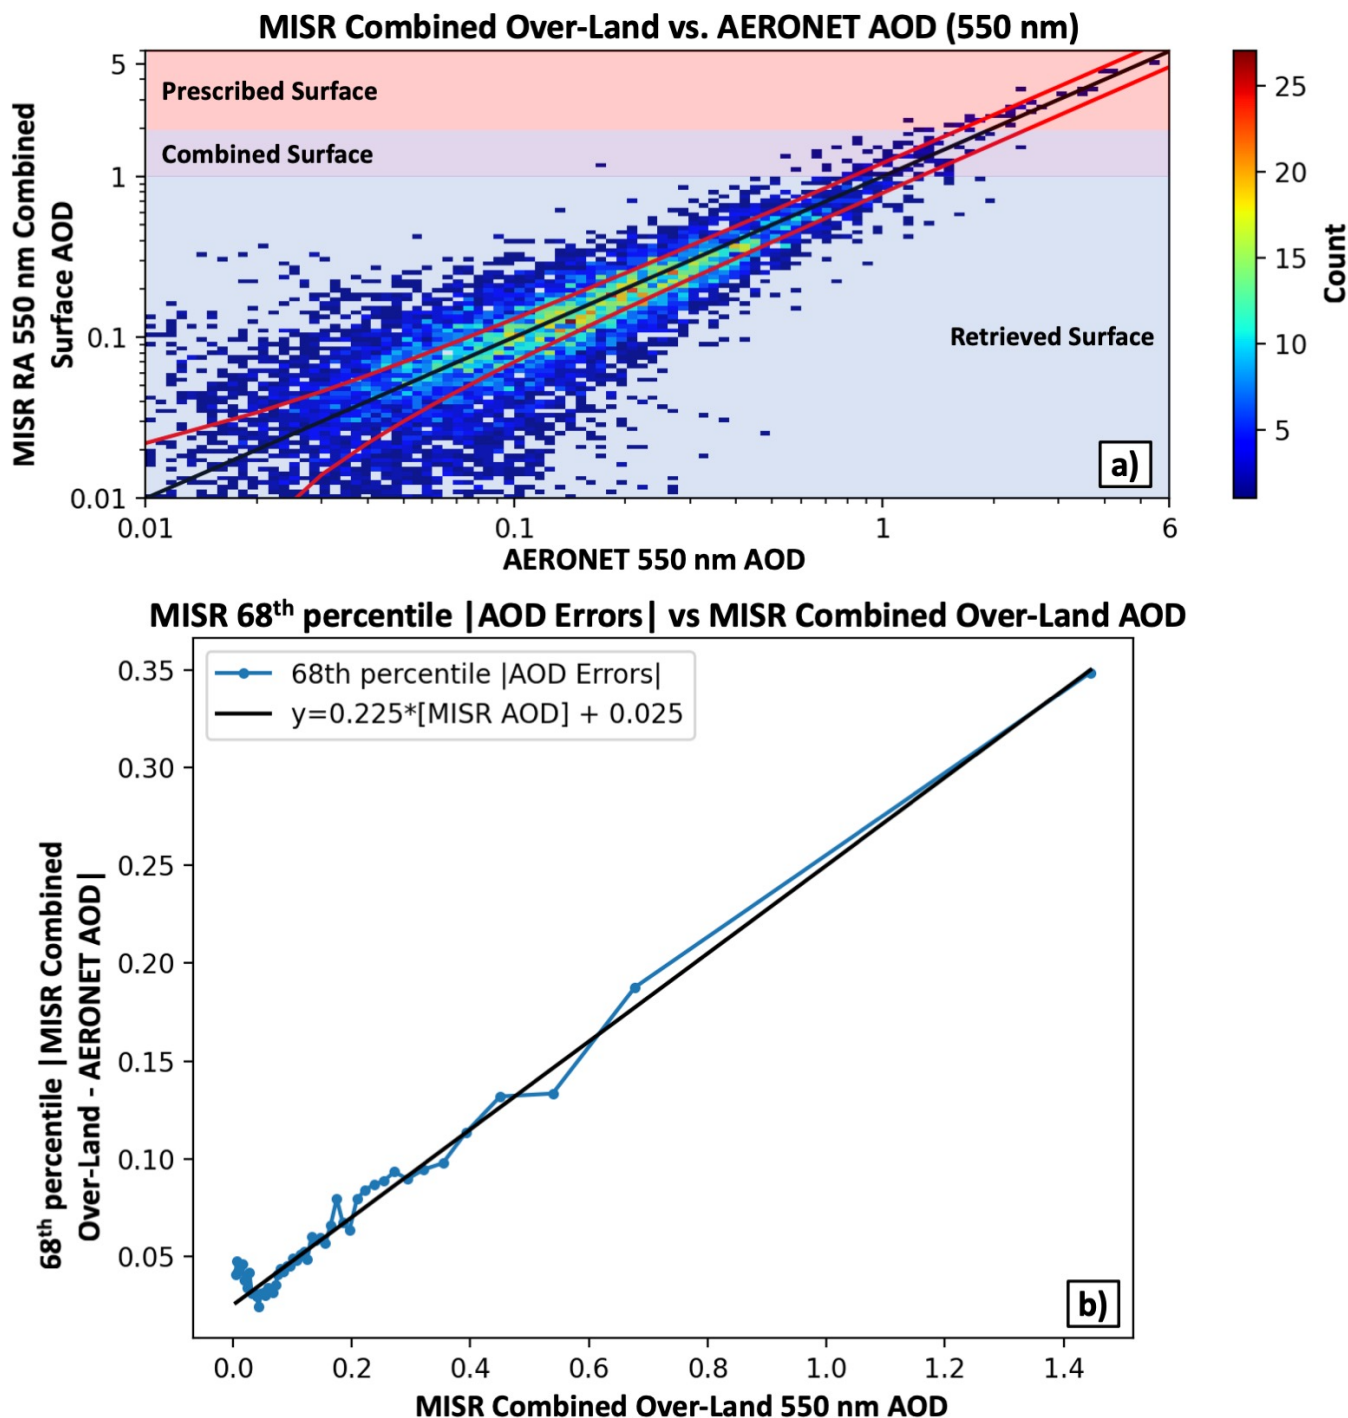 MISR Combined Over-Land vs. AERONET AOD (550 nm)
MISR RA 550 nm Combined
Surface AOD
5
1
0.1
0.01
Prescribed Surface
Combined Surface
Retrieved Surface
a)
0.01
0.1
1
6
AERONET 550 nm AOD
25
20
15
10
5
Count
MISR 68th percentile |AOD Errors| vs MISR Combined Over-Land AOD
68th percentile |MISR Combined
Over-Land - AERONET AOD|
0.35
0.30
0.25
0.20
0.15
0.10
0.05
68th percentile |AOD Errors|
y=0.225*[MISR AOD] + 0.025
b)
0.0
0.2
0.4
0.6
0.8
1.0
1.2
1.4
MISR Combined Over-Land 550 nm AOD